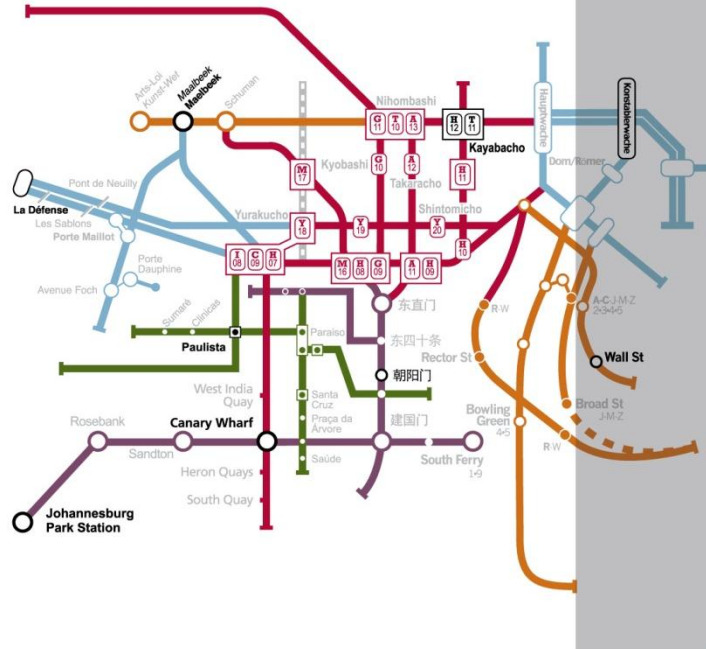 Arts-Loi
Kunst-Wet
Maalbeek
Maelbeek
Schuman
Nihombashi
G 11
T 10
A 13
H 12
T 11
Kayabacho
Hauptwache
Konstablerwache
Dom/Römer
M 17
Kyobashi
G 10
A 12
Takaracho
H 11
Pont de Neuilly
La Défense
Les Sablons
Porte Maillot
Yurakucho
Y 18
Y 19
Y 20
Shintomicho
H 10
I 08
C 09
H 07
M 16
H 08
G 09
A 11
H 09
Porte
Dauphine
Avenue Foch
东直门
Sumaré
Clinicas
Paulista
Paraiso
东四十条
R·W
A-C-J-M-Z
2-3-4-5
Rector St
Wall St
朝阳门
West India
Quay
Santa
Cruz
Praça da
Árvore
Saúde
Canary Wharf
建国门
Bowling
Green
4·5
Broad St
J-M-Z
R·W
Rosebank
Sandton
South Ferry
1·9
Heron Quays
South Quay
Johannesburg
Park Station